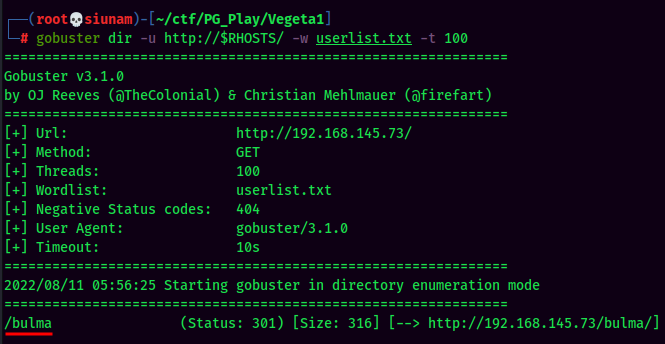 ┌──(root💀siunam)-[~/ctf/PG_Play/Vegeta1]
└─# gobuster dir -u http://$RHOSTS/ -w userlist.txt -t 100
===============================================================
Gobuster v3.1.0
by OJ Reeves (@TheColonial) & Christian Mehlmauer (@firefart)
===============================================================
[+] Url:                     http://192.168.145.73/
[+] Method:                  GET
[+] Threads:                 100
[+] Wordlist:                userlist.txt
[+] Negative Status codes:   404
[+] User Agent:              gobuster/3.1.0
[+] Timeout:                 10s
===============================================================
2022/08/11 05:56:25 Starting gobuster in directory enumeration mode
===============================================================
/bulma                (Status: 301) [Size: 316] [--> http://192.168.145.73/bulma/]